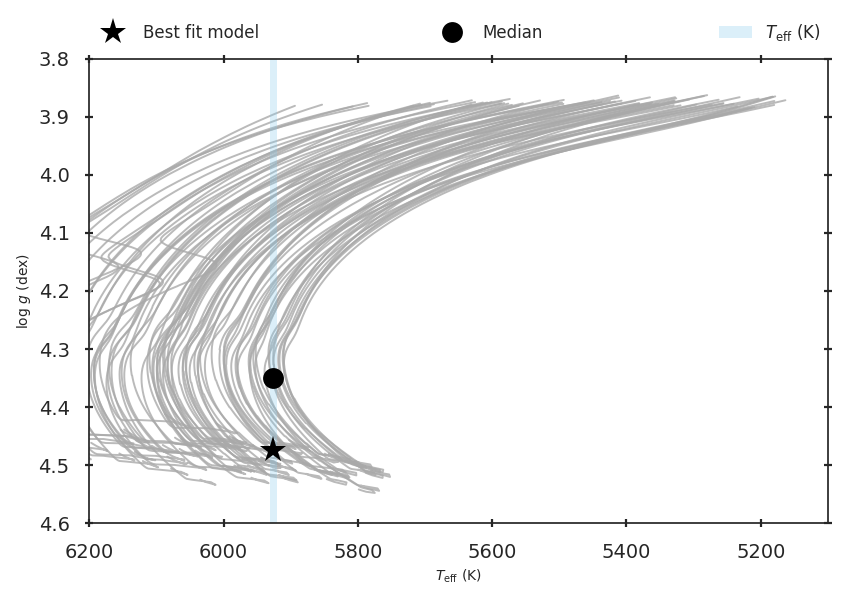 Best fit model
Median
T_eff (K)
3.8
3.9
4.0
4.1
4.2
4.3
4.4
4.5
4.6
log g (dex)
6200 6000 5800 5600 5400 5200
T_eff (K)